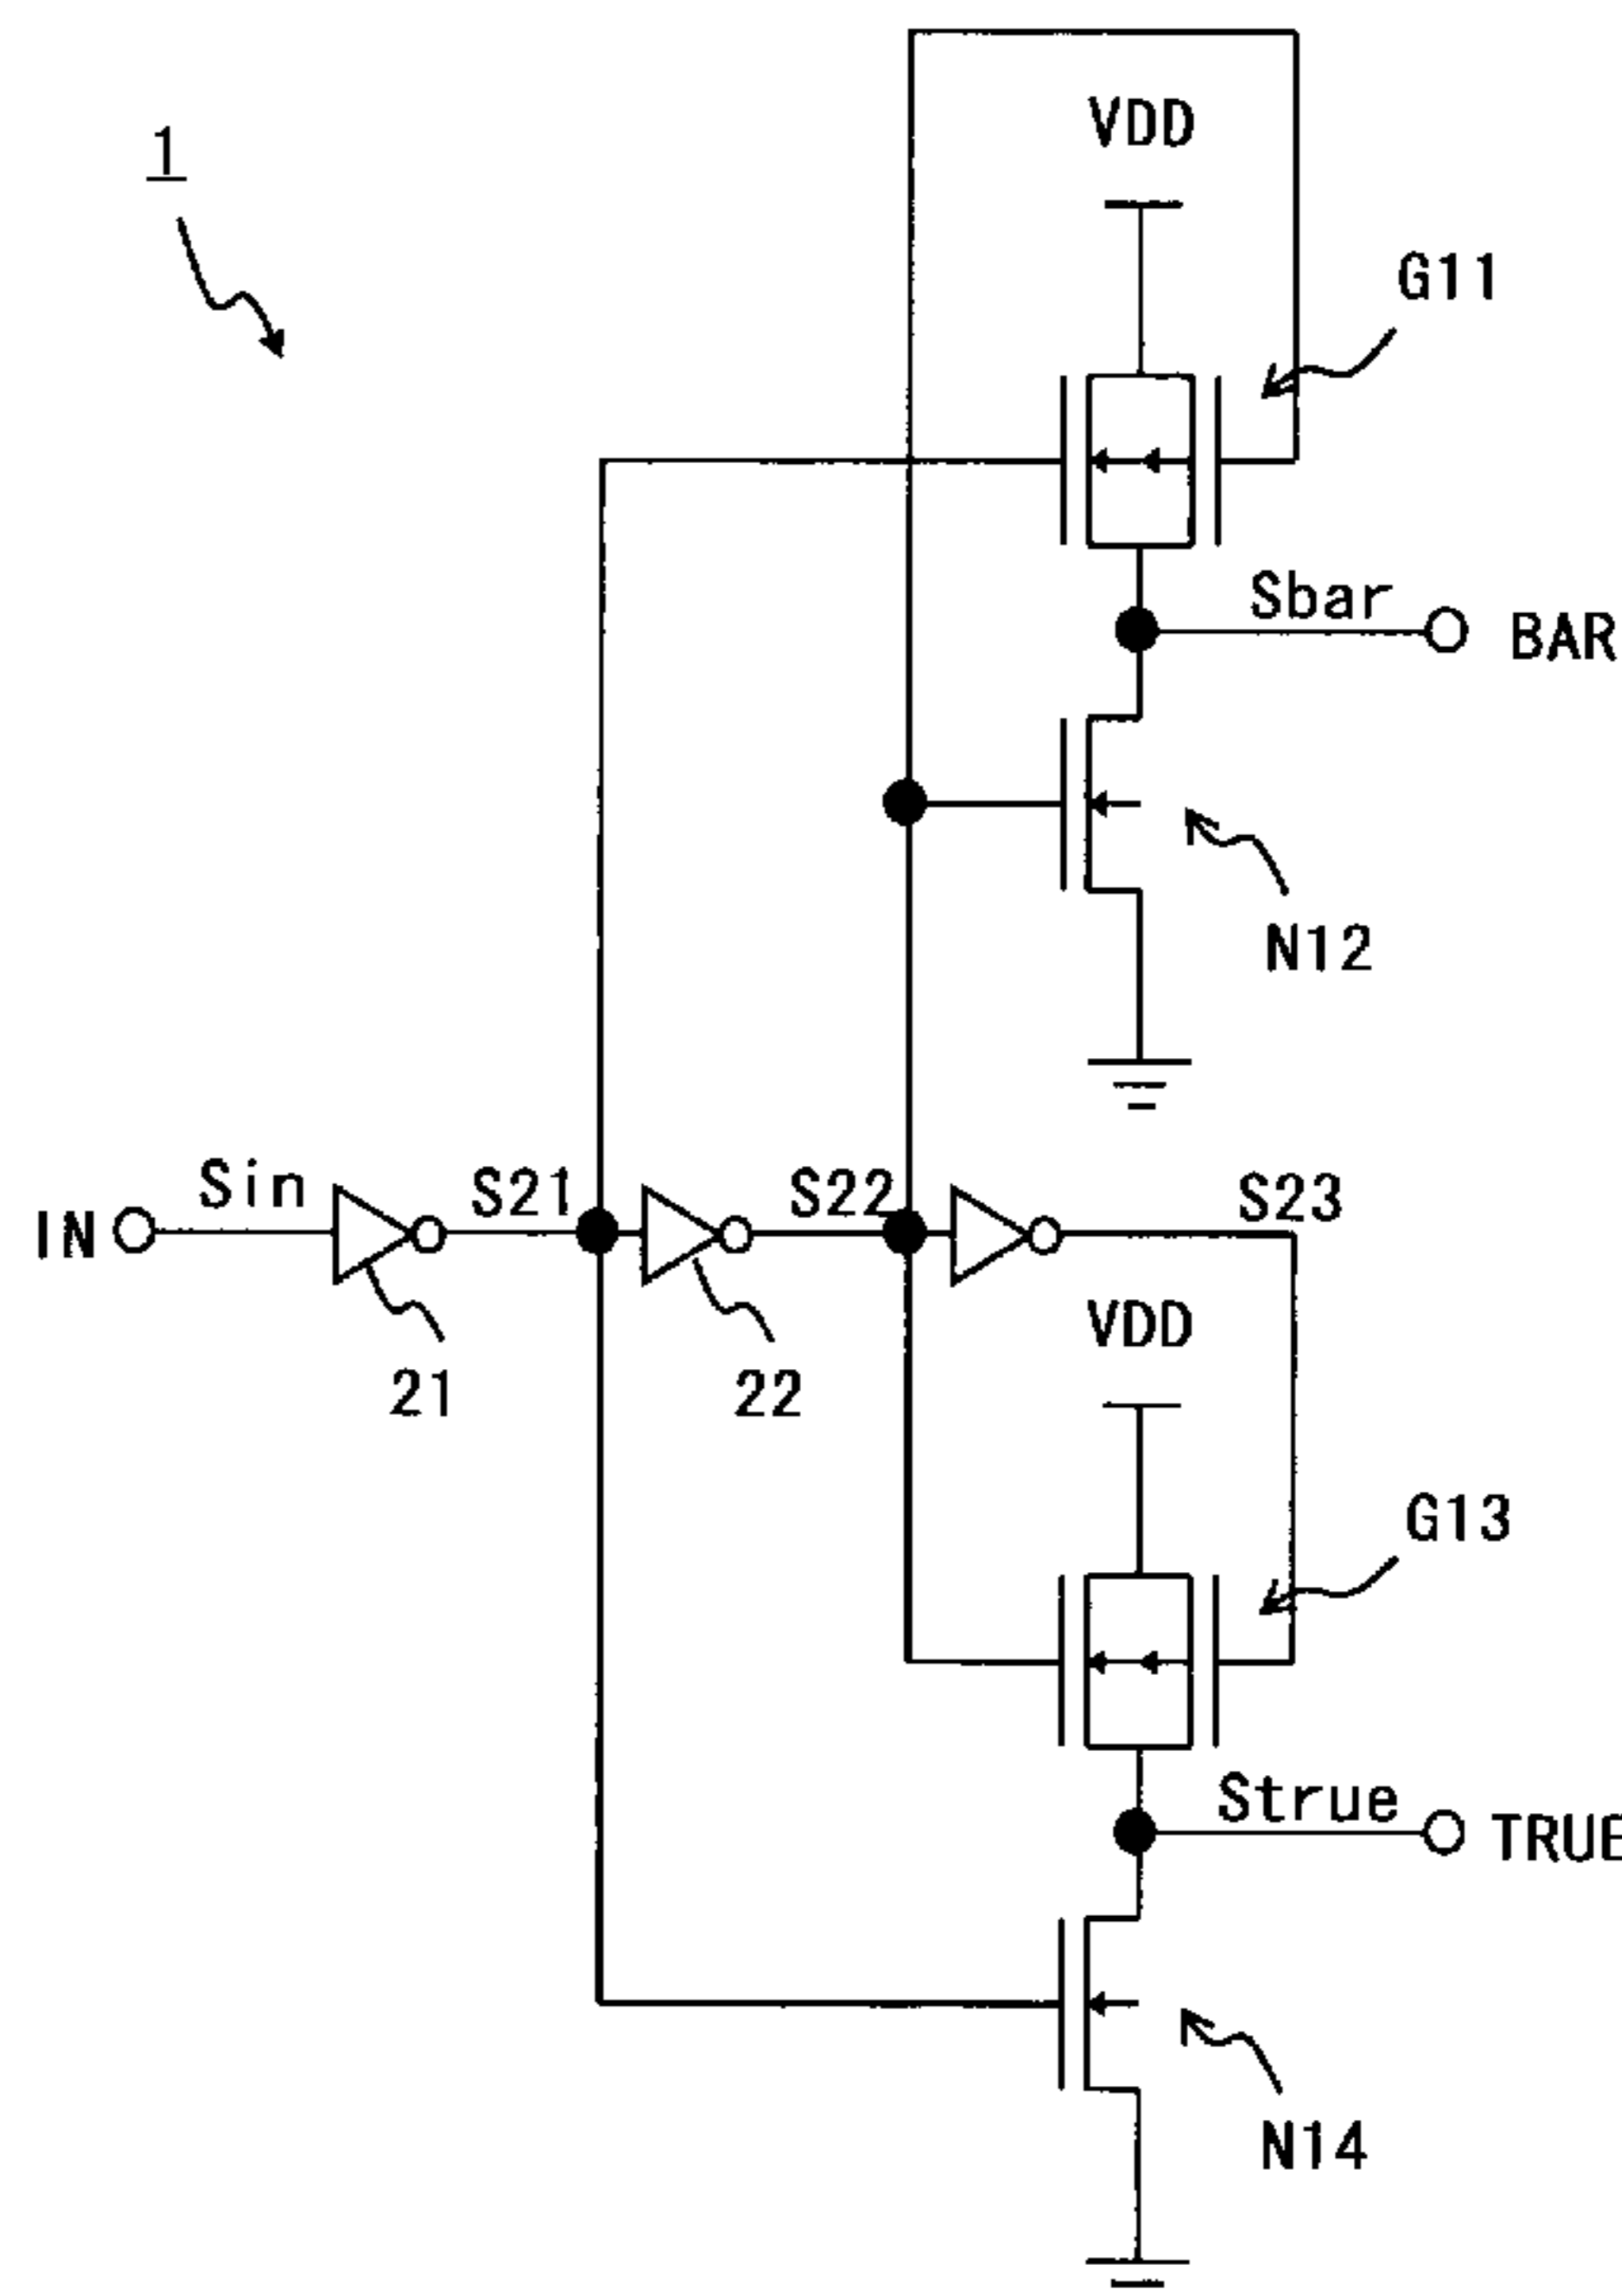 1
VDD
G11
Sbar
BAR
N12
IN
Sin
S21
S22
S23
21
22
VDD
G13
Strue
TRUE
N14